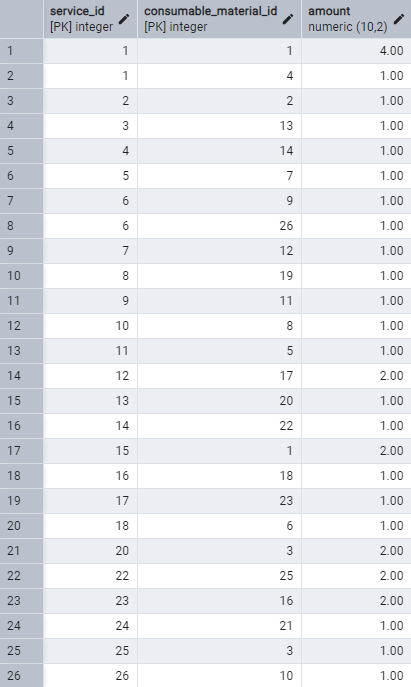 service_id consumable_material_id amount
[PK] integer [PK] integer numeric (10,2)
1 1 1 4.00
2 1 4 1.00
3 2 2 1.00
4 3 13 1.00
5 4 14 1.00
6 5 7 1.00
7 6 9 1.00
8 6 26 1.00
9 7 12 1.00
10 8 19 1.00
11 9 11 1.00
12 10 8 1.00
13 11 5 1.00
14 12 17 2.00
15 13 20 1.00
16 14 22 1.00
17 15 1 2.00
18 16 18 1.00
19 17 23 1.00
20 18 6 1.00
21 20 3 2.00
22 22 25 2.00
23 23 16 2.00
24 24 21 1.00
25 25 3 1.00
26 26 10 1.00